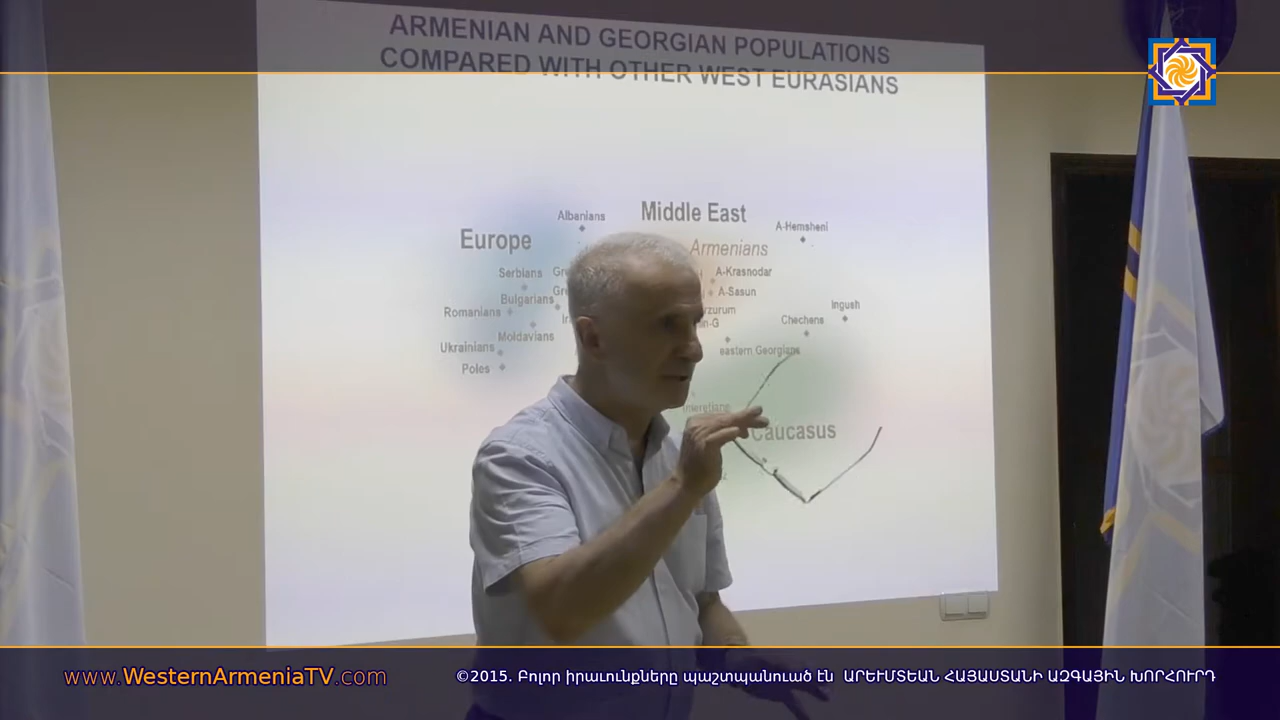 ARMENIAN AND GEORGIAN POPULATIONS
COMPARED WITH OTHER WEST EURASIANS
Albanians
Middle East
A-Hemsheni
Europe
Armenians
Serbians
A-Krasnodar
Bulgarians
A-Sasun
Romanians
Ingush
Chechens
Moldavians
Ukrainians
eastern Georgians
Poles
Imeretians
Caucasus
www.WesternArmeniaTV.com
©2015. Բոլոր իրաւունքները պաշտպանուած էն ԱՐԵՒՄՏԵԱՆ ՀԱՅԱՍՏԱՆԻ ԱԶԳԱՅԻՆ ԽՈՐՀՈՒՐԴ